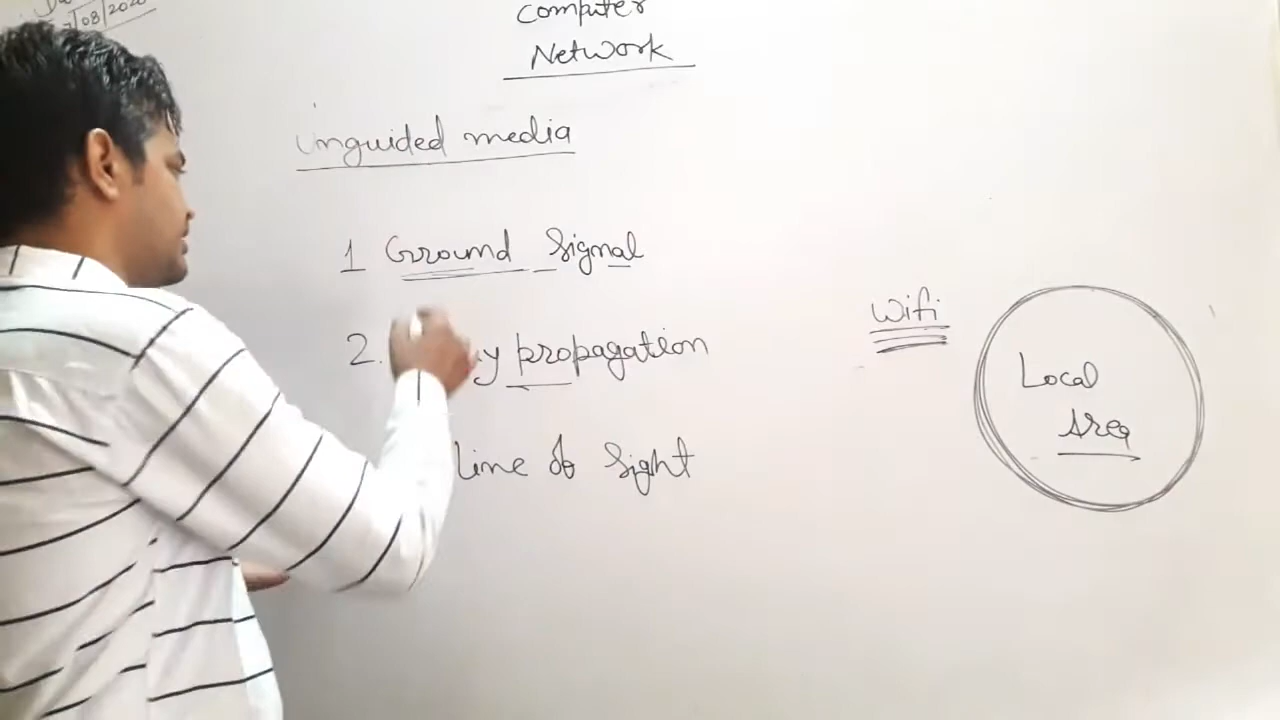 /08/2020
Computer
Network
Unguided media
1 Ground Signal
2. propagation
Line of Sight
Wifi
Local
Area